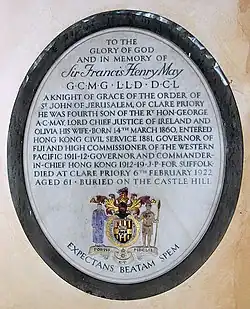 TO THE
GLORY OF GOD
AND IN MEMORY OF
Sir Francis Henry May
G·C·M·G·LL·D·D·C·L
A KNIGHT OF GRACE OF THE ORDER OF
ST. JOHN OF JERUSALEM, OF CLARE PRIORY
HE WAS FOURTH SON OF THE RT· HON· GEORGE
A·C·MAY, LORD CHIEF JUSTICE OF IRELAND AND
OLIVIA HIS WIFE· BORN 14TH MARCH 1860, ENTERED
HONG KONG CIVIL SERVICE 1881, GOVERNOR OF
FIJI AND HIGH COMMISSIONER OF THE WESTERN
PACIFIC 1911-12·GOVERNOR AND COMMANDER-
IN-CHIEF HONG KONG 1912-19·J·P·FOR SUFFOLK
DIED AT CLARE PRIORY 6TH FEBRUARY 1922
AGED 61 · BURIED ON THE CASTLE HILL
FORTIS ET FIDELIS
EXPECTANS BEATAM SPEM